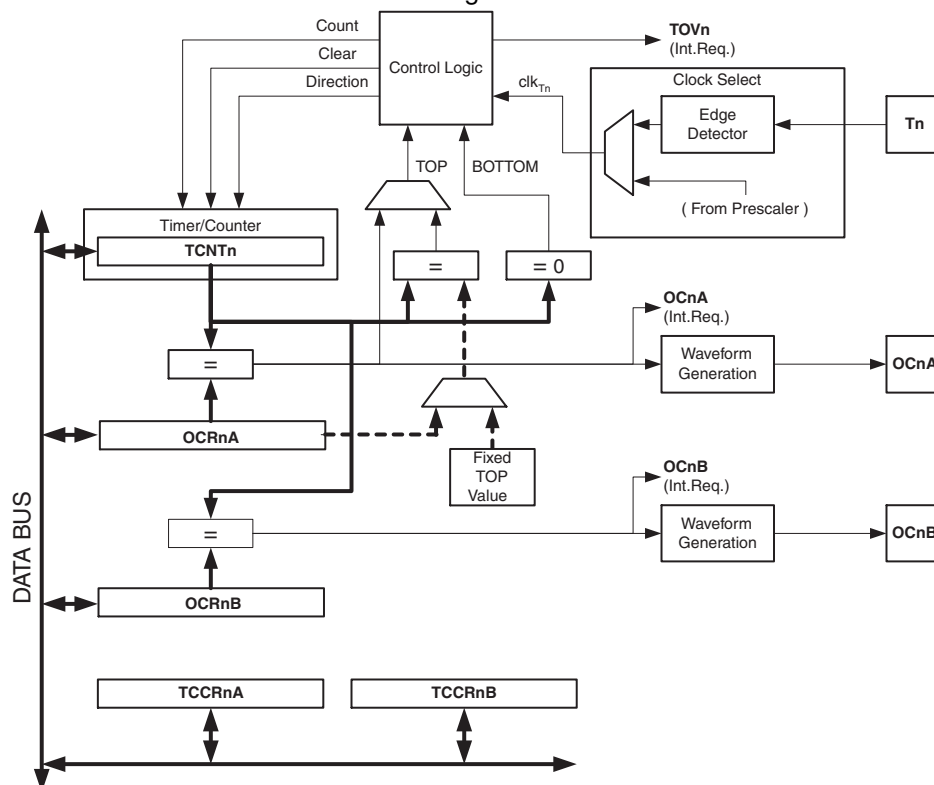 Count
Clear
Direction
Control Logic
TOVn
(Int.Req.)
clkTn
Clock Select
Edge
Detector
Tn
( From Prescaler )
TOP
BOTTOM
Timer/Counter
TCNTn
=
= 0
OCnA
(Int.Req.)
=
Waveform
Generation
OCnA
OCRnA
Fixed
TOP
Value
OCnB
(Int.Req.)
=
Waveform
Generation
OCnB
OCRnB
DATA BUS
TCCRnA
TCCRnB